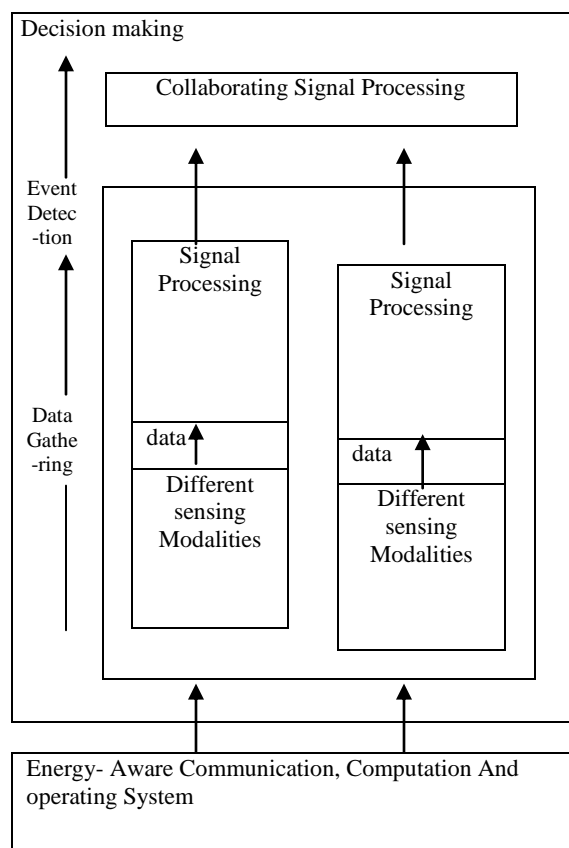 Decision making
Collaborating Signal Processing
Event
Detec
-tion
Signal
Processing
Signal
Processing
Data
Gathe
-ring
data
data
Different
sensing
Modalities
Different
sensing
Modalities
Energy- Aware Communication, Computation And
operating System